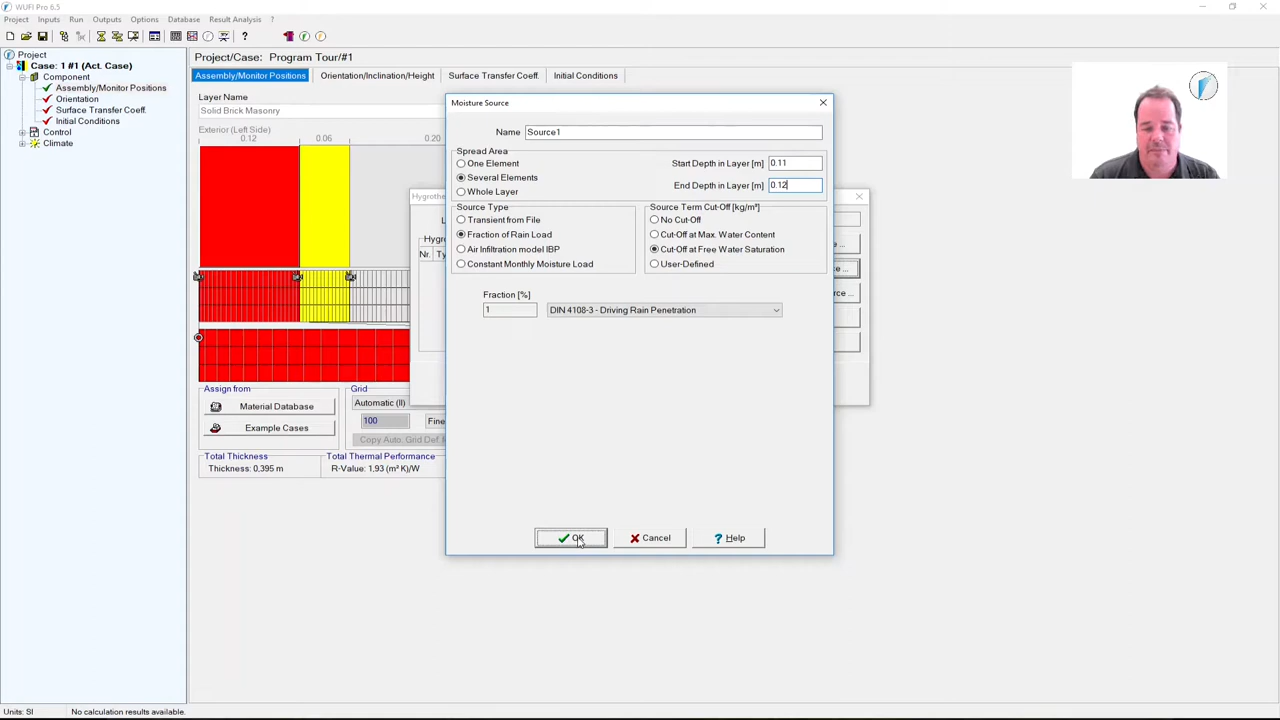 WUFI Pro 6.5
Project Inputs Run Outputs Options Database Result Analysis ?
Project
Case: 1 #1 (Act. Case)
Component
Assembly/Monitor Positions
Orientation
Surface Transfer Coeff.
Initial Conditions
Control
Climate
Project/Case: Program Tour/#1
Assembly/Monitor Positions Orientation/Inclination/Height Surface Transfer Coeff. Initial Conditions
Layer Name
Solid Brick Masonry
Exterior (Left Side)
0.12 0.06 0.20
Assign from
Material Database
Example Cases
Grid
Automatic (II)
100 Fine
Copy Auto. Grid Def.
Total Thickness
Thickness: 0,395 m
Total Thermal Performance
R-Value: 1,93 (m² K)/W
Nr.
Moisture Source
Name Source1
Spread Area
One Element
Several Elements
Whole Layer
Start Depth in Layer [m] 0.11
End Depth in Layer [m] 0.12
Source Type
Transient from File
Fraction of Rain Load
Air Infiltration model IBP
Constant Monthly Moisture Load
Source Term Cut-Off [kg/m³]
No Cut-Off
Cut-Off at Max. Water Content
Cut-Off at Free Water Saturation
User-Defined
Fraction [%]
1 DIN 4108-3 - Driving Rain Penetration
OK Cancel ? Help
Units: SI No calculation results available.